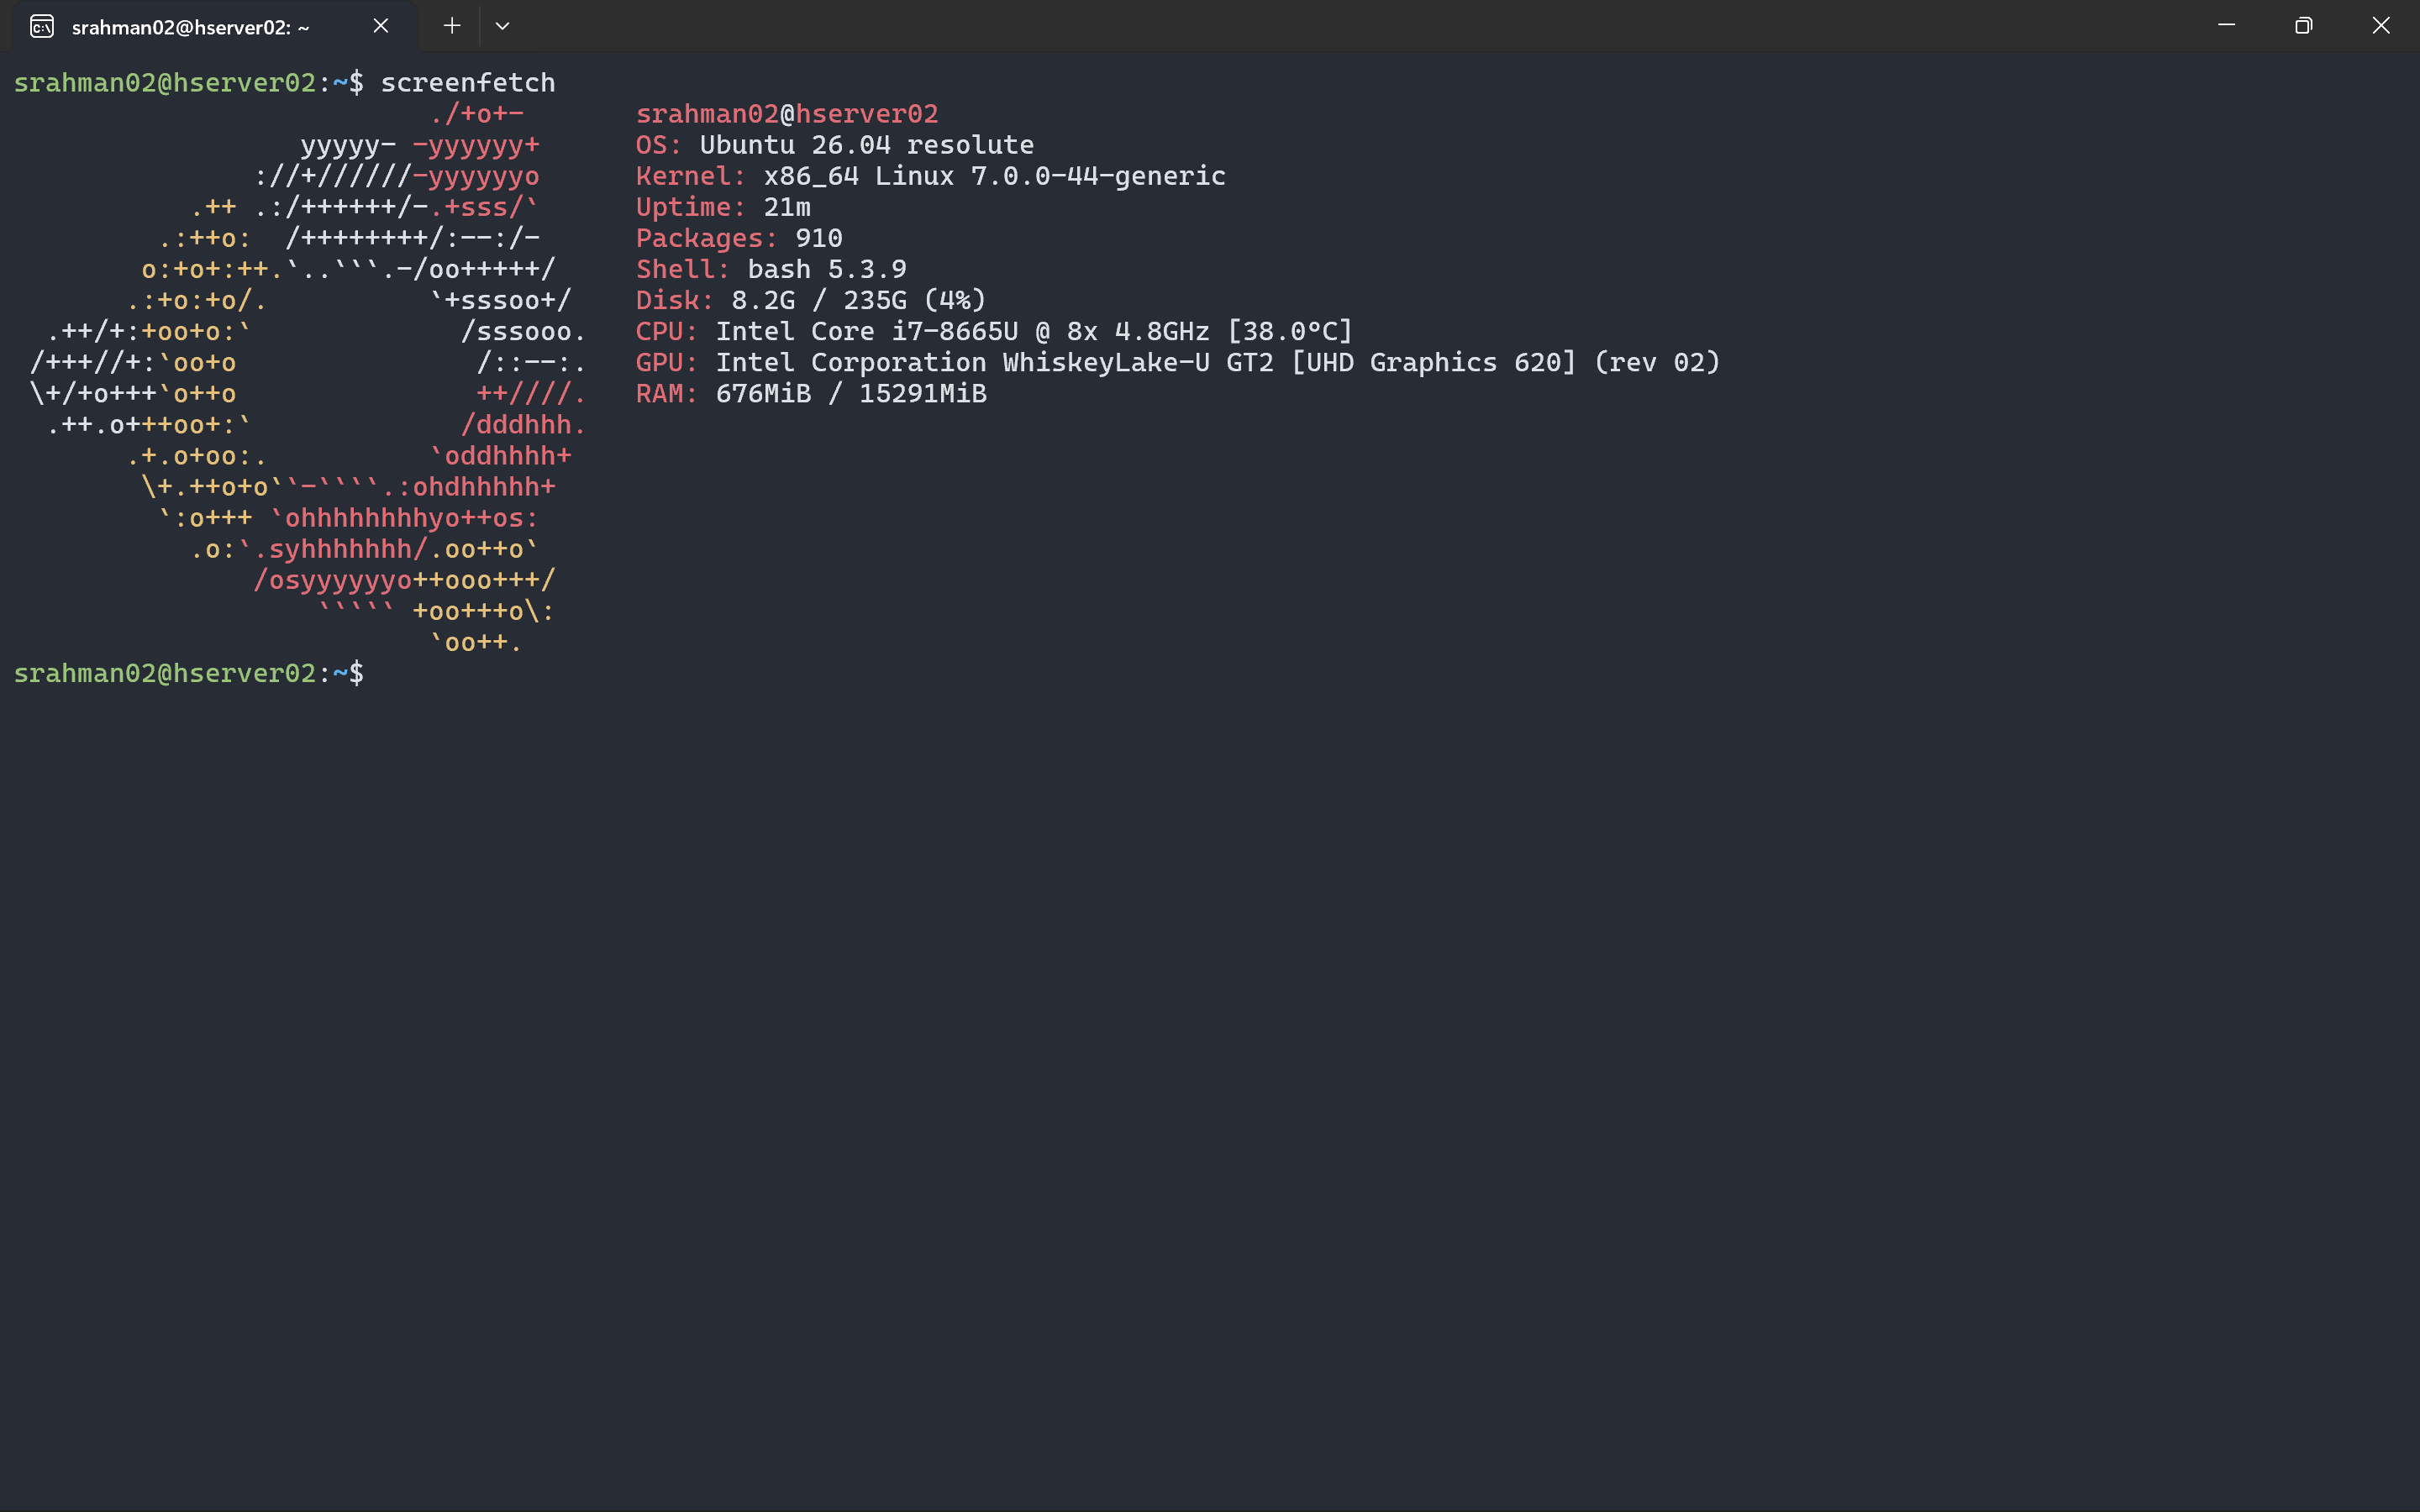 srahman02@hserver02: ~
srahman02@hserver02:~$ screenfetch
                          ./+o+-       srahman02@hserver02
                  yyyyy- -yyyyyy+      OS: Ubuntu 26.04 resolute
               ://+//////-yyyyyyo      Kernel: x86_64 Linux 7.0.0-44-generic
           .++ .:/++++++/-.+sss/`      Uptime: 21m
         .:++o:  /++++++++/:--:/-      Packages: 910
        o:+o+:++.`..```.-/oo+++++/     Shell: bash 5.3.9
       .:+o:+o/.          `+sssoo+/    Disk: 8.2G / 235G (4%)
  .++/+:+oo+o:`             /sssooo.   CPU: Intel Core i7-8665U @ 8x 4.8GHz [38.0°C]
 /+++//+:`oo+o               /::--:.   GPU: Intel Corporation WhiskeyLake-U GT2 [UHD Graphics 620] (rev 02)
 \+/+o+++`o++o               ++////.   RAM: 676MiB / 15291MiB
  .++.o+++oo+:`             /dddhhh.
       .+.o+oo:.          `oddhhhh+
        \+.++o+o``-````.:ohdhhhhh+
         `:o+++ `ohhhhhhhhyo++os:
           .o:`.syhhhhhhh/.oo++o`
               /osyyyyyyo++ooo+++/
                   ````` +oo+++o\:
                          `oo++.
srahman02@hserver02:~$